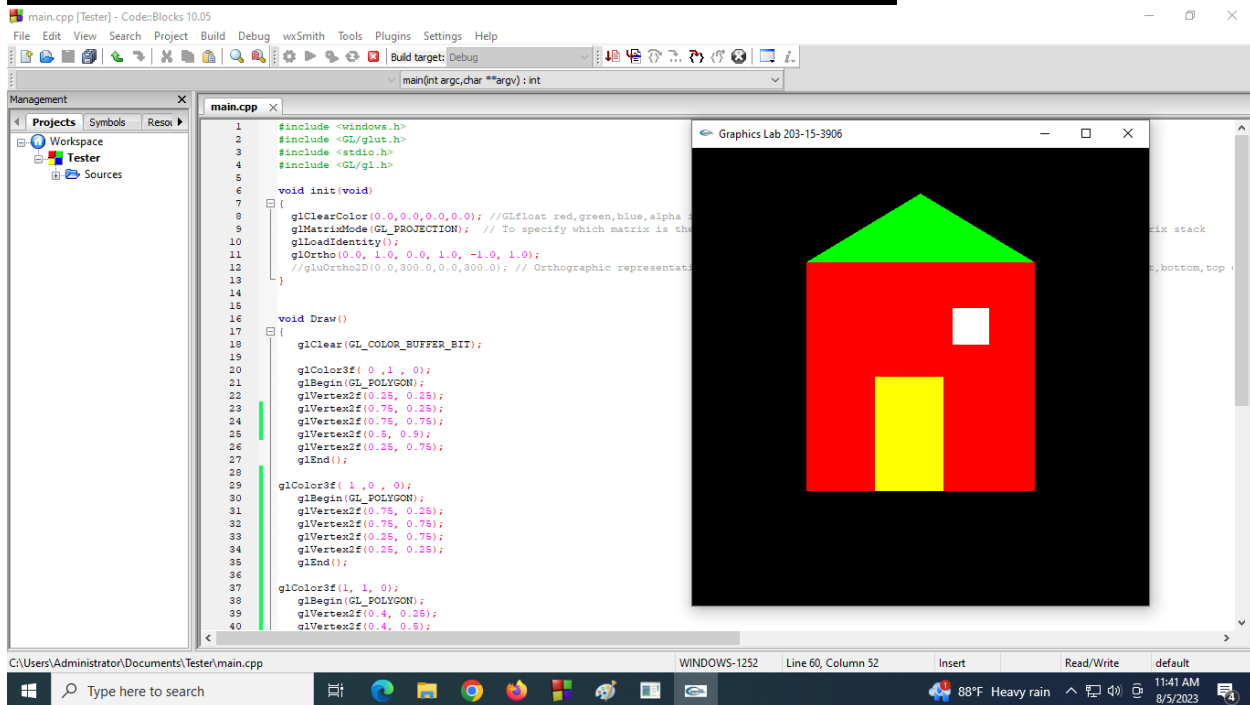 main.cpp [Tester] - Code::Blocks 10.05
File Edit View Search Project Build Debug wxSmith Tools Plugins Settings Help
Build target: Debug
main(int argc,char **argv) : int
Management
Projects Symbols Resou
Workspace
Tester
Sources
main.cpp
1 #include <windows.h>
2 #include <GL/glut.h>
3 #include <stdio.h>
4 #include <GL/gl.h>
5
6 void init(void)
7 {
8 glClearColor(0.0,0.0,0.0,0.0); //GLfloat red,green,blue,alpha
9 glMatrixMode(GL_PROJECTION); // To specify which matrix is the rix stack
10 glLoadIdentity();
11 glOrtho(0.0, 1.0, 0.0, 1.0, -1.0, 1.0);
12 //gluOrtho2D(0.0,300.0,0.0,300.0); // Orthographic representati t,bottom,top
13 }
14
15
16 void Draw()
17 {
18 glClear(GL_COLOR_BUFFER_BIT);
19
20 glColor3f( 0 ,1 , 0);
21 glBegin(GL_POLYGON);
22 glVertex2f(0.25, 0.25);
23 glVertex2f(0.75, 0.25);
24 glVertex2f(0.75, 0.75);
25 glVertex2f(0.5, 0.9);
26 glVertex2f(0.25, 0.75);
27 glEnd();
28
29 glColor3f( 1 ,0 , 0);
30 glBegin(GL_POLYGON);
31 glVertex2f(0.75, 0.25);
32 glVertex2f(0.75, 0.75);
33 glVertex2f(0.25, 0.75);
34 glVertex2f(0.25, 0.25);
35 glEnd();
36
37 glColor3f(1, 1, 0);
38 glBegin(GL_POLYGON);
39 glVertex2f(0.4, 0.25);
40 glVertex2f(0.4, 0.5);
Graphics Lab 203-15-3906
C:\Users\Administrator\Documents\Tester\main.cpp WINDOWS-1252 Line 60, Column 52 Insert Read/Write default
Type here to search
88°F Heavy rain
11:41 AM
8/5/2023
4